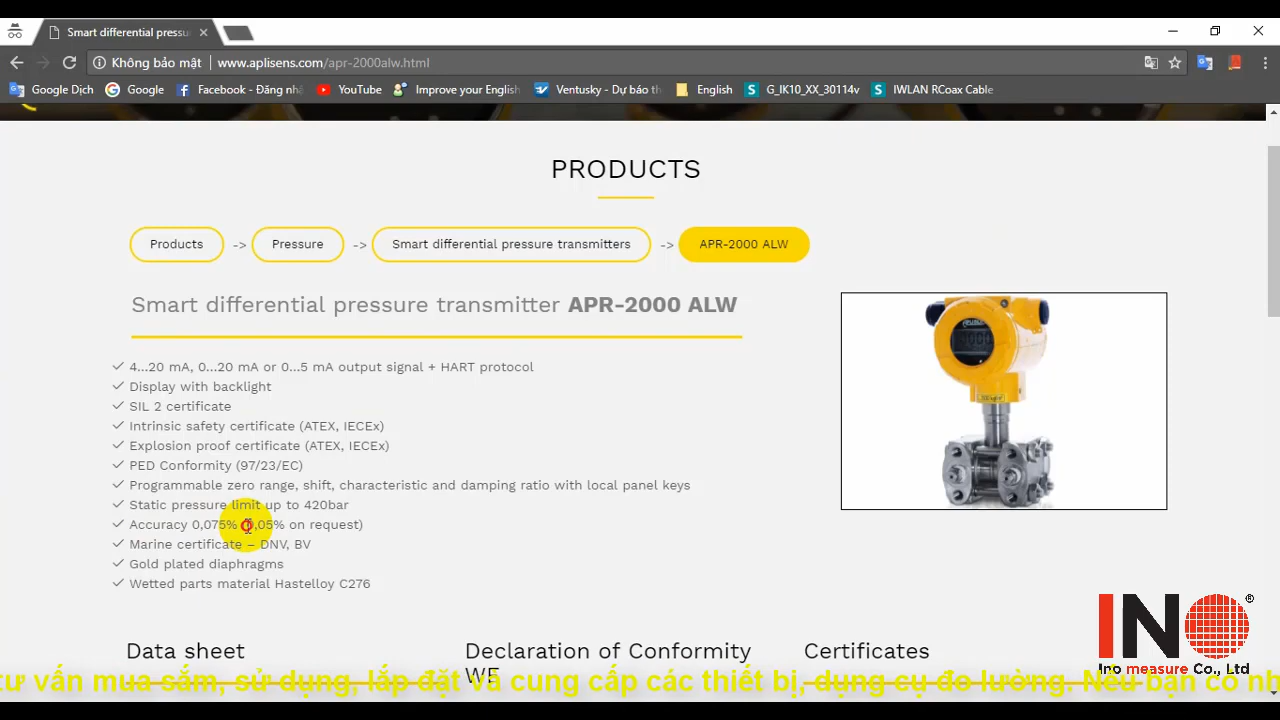 Smart differential pressu
Không bảo mật | www.aplisens.com/apr-2000alw.html
Google Dịch Google Facebook - Đăng nhậ YouTube Improve your English Ventusky - Dự báo th English G_IK10_XX_30114v IWLAN RCoax Cable
PRODUCTS
Products -> Pressure -> Smart differential pressure transmitters -> APR-2000 ALW
Smart differential pressure transmitter APR-2000 ALW
4...20 mA, 0...20 mA or 0...5 mA output signal + HART protocol
Display with backlight
SIL 2 certificate
Intrinsic safety certificate (ATEX, IECEx)
Explosion proof certificate (ATEX, IECEx)
PED Conformity (97/23/EC)
Programmable zero range, shift, characteristic and damping ratio with local panel keys
Static pressure limit up to 420bar
Accuracy 0,075% (0,05% on request)
Marine certificate – DNV, BV
Gold plated diaphragms
Wetted parts material Hastelloy C276
INO ®
Ino measure Co., Ltd
Data sheet
Declaration of Conformity
WE
Certificates
tư vấn mua sắm, sử dụng, lắp đặt và cung cấp các thiết bị, dụng cụ đo lường. Nếu bạn có nh